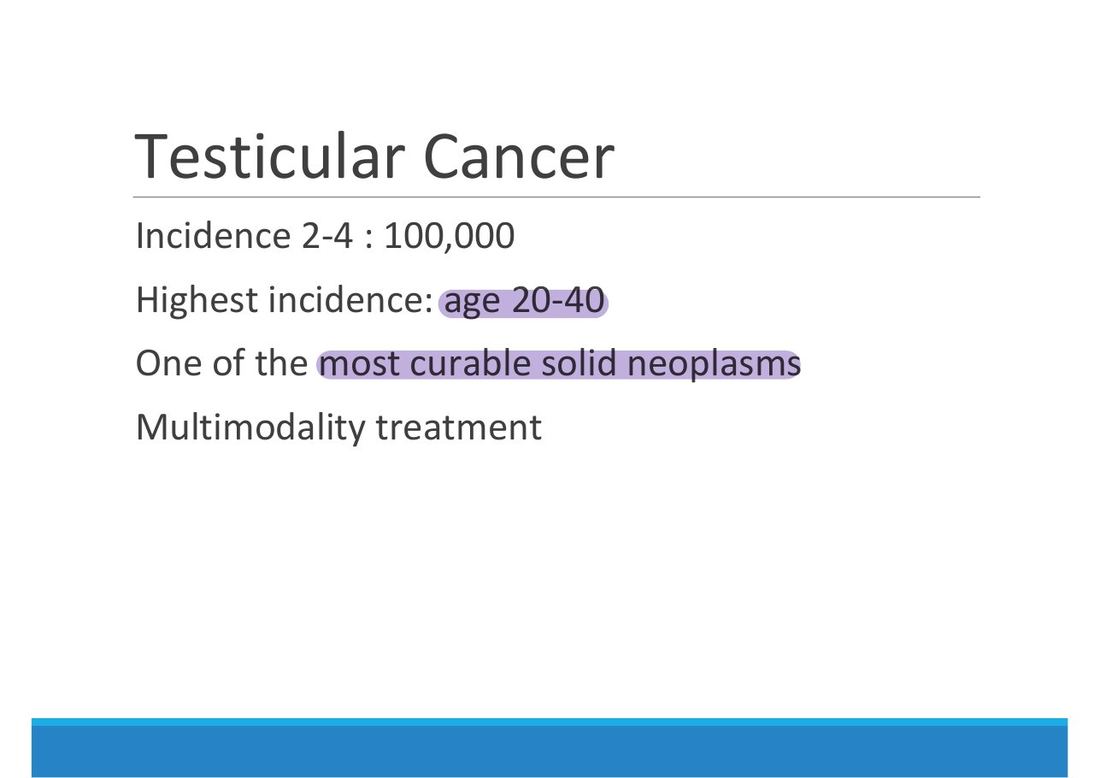 Testicular Cancer
Incidence 2-4 : 100,000
Highest incidence: age 20-40
One of the most curable solid neoplasms
Multimodality treatment